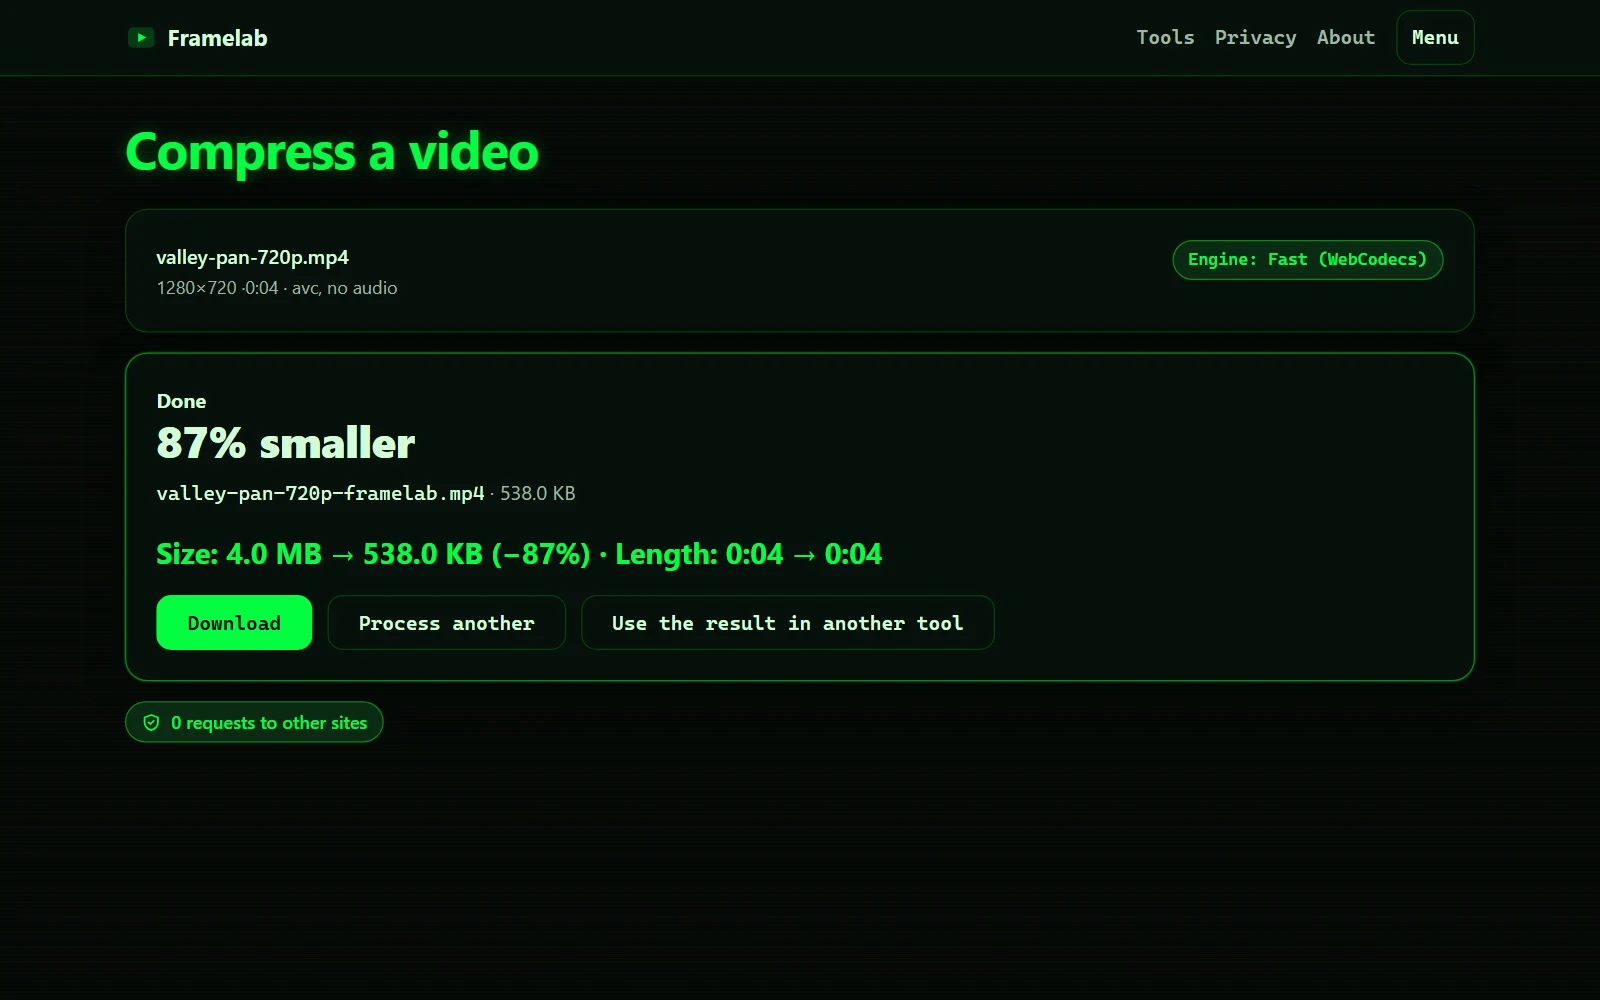 Framelab
Tools Privacy About Menu
Compress a video
valley-pan-720p.mp4
Engine: Fast (WebCodecs)
1280×720 ·0:04 · avc, no audio
Done
87% smaller
valley-pan-720p-framelab.mp4 · 538.0 KB
Size: 4.0 MB → 538.0 KB (−87%) · Length: 0:04 → 0:04
Download Process another Use the result in another tool
0 requests to other sites